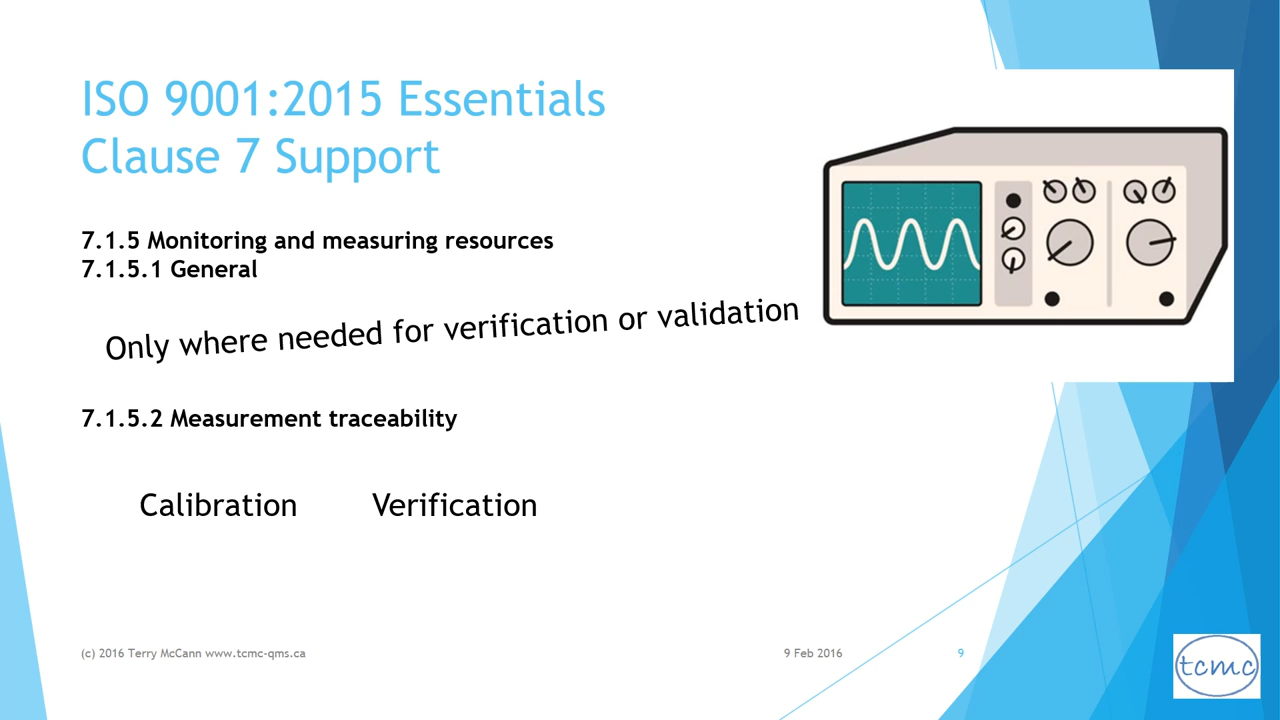 ISO 9001:2015 Essentials
Clause 7 Support
7.1.5 Monitoring and measuring resources
7.1.5.1 General
Only where needed for verification or validation
7.1.5.2 Measurement traceability
Calibration Verification
(c) 2016 Terry McCann www.tcmc-qms.ca 9 Feb 2016 9
tcmc